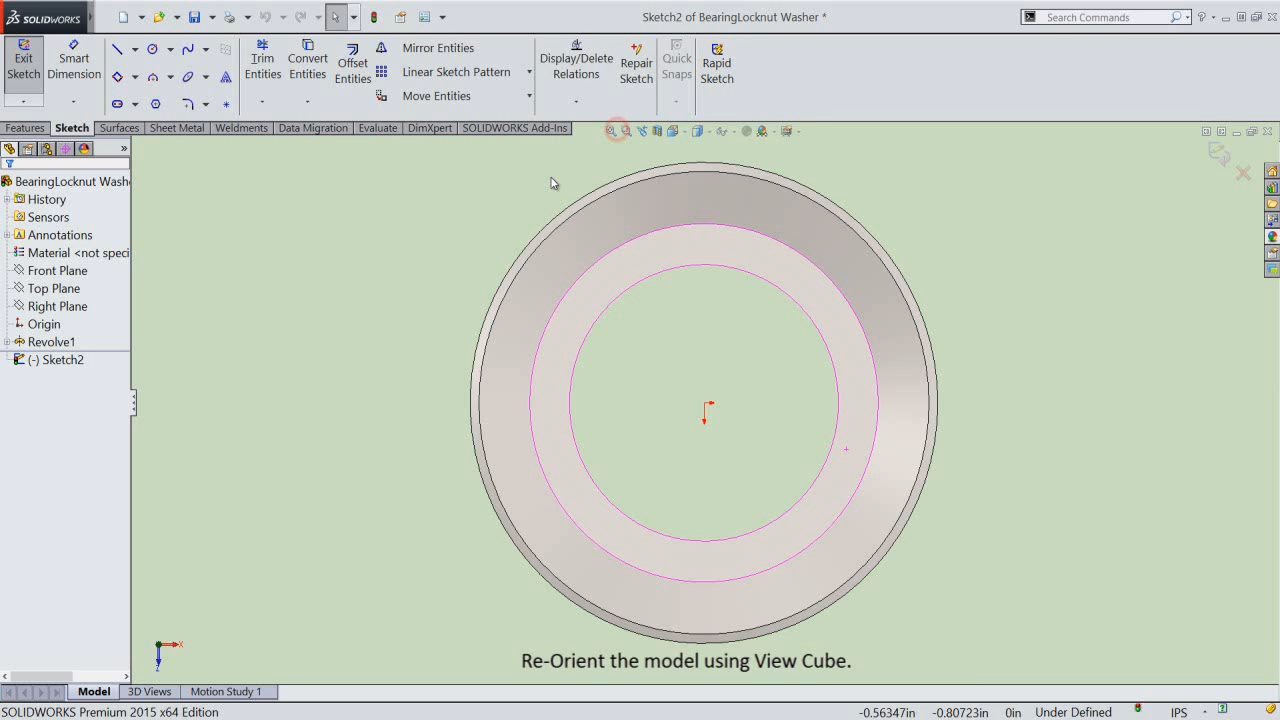 SOLIDWORKS
Sketch2 of BearingLocknut Washer *
Search Commands
Exit Sketch
Smart Dimension
Trim Entities
Convert Entities
Offset Entities
Mirror Entities
Linear Sketch Pattern
Move Entities
Display/Delete Relations
Repair Sketch
Quick Snaps
Rapid Sketch
Features Sketch Surfaces Sheet Metal Weldments Data Migration Evaluate DimXpert SOLIDWORKS Add-Ins
BearingLocknut Washe
History
Sensors
Annotations
Material <not speci
Front Plane
Top Plane
Right Plane
Origin
Revolve1
(-) Sketch2
X
Z
Re-Orient the model using View Cube.
Model 3D Views Motion Study 1
SOLIDWORKS Premium 2015 x64 Edition -0.56347in -0.80723in 0in Under Defined IPS